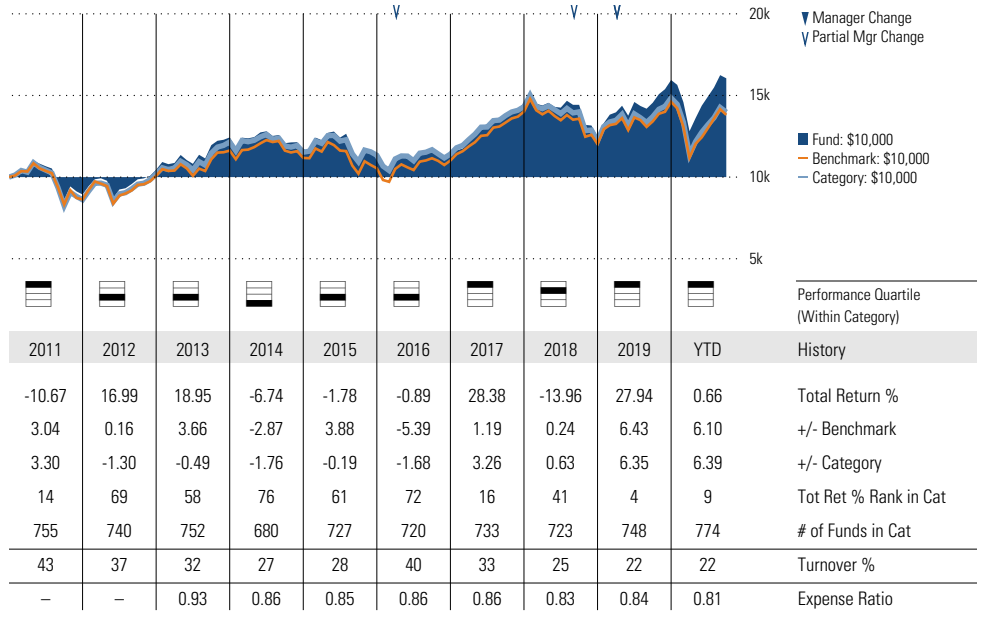 20k
15k
10k
5k
Manager Change
Partial Mgr Change
Fund: $10,000
Benchmark: $10,000
Category: $10,000
Performance Quartile
(Within Category)
2011 2012 2013 2014 2015 2016 2017 2018 2019 YTD History
-10.67 16.99 18.95 -6.74 -1.78 -0.89 28.38 -13.96 27.94 0.66 Total Return %
3.04 0.16 3.66 -2.87 3.88 -5.39 1.19 0.24 6.43 6.10 +/- Benchmark
3.30 -1.30 -0.49 -1.76 -0.19 -1.68 3.26 0.63 6.35 6.39 +/- Category
14 69 58 76 61 72 16 41 4 9 Tot Ret % Rank in Cat
755 740 752 680 727 720 733 723 748 774 # of Funds in Cat
43 37 32 27 28 40 33 25 22 22 Turnover %
– – 0.93 0.86 0.85 0.86 0.86 0.83 0.84 0.81 Expense Ratio